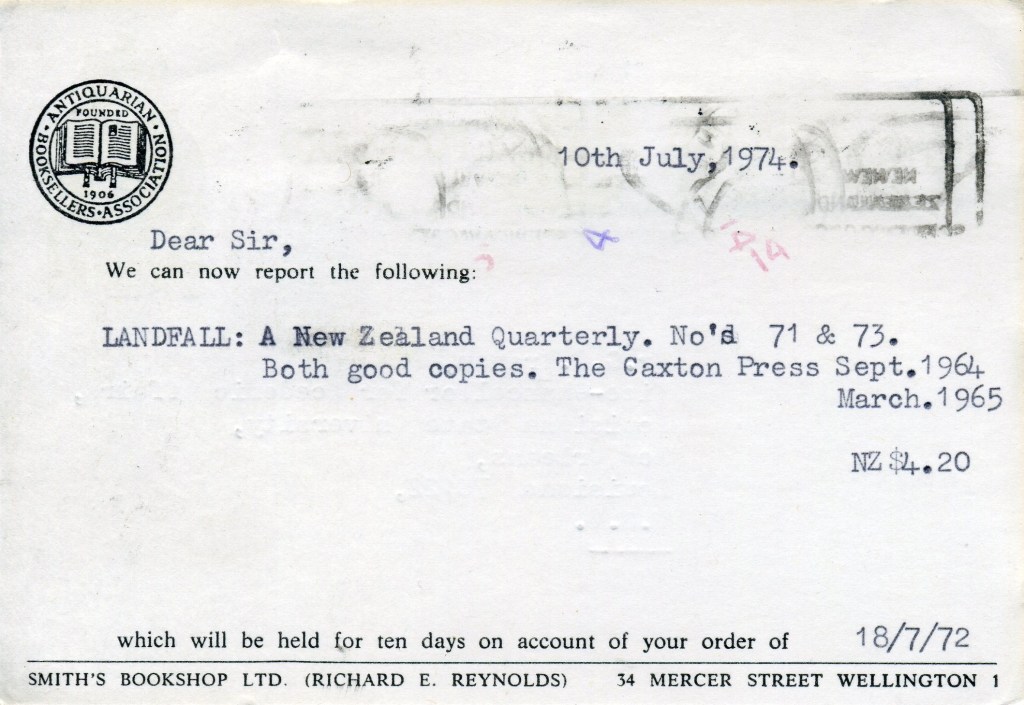 ANTIQUARIAN BOOKSELLERS · ASSOCIATION
FOUNDED
1906
10th July, 1974.
Dear Sir,
We can now report the following:
LANDFALL: A New Zealand Quarterly. No's 71 & 73.
Both good copies. The Caxton Press Sept.1964
March.1965
NZ $4.20
which will be held for ten days on account of your order of 18/7/72
SMITH'S BOOKSHOP LTD. (RICHARD E. REYNOLDS) 34 MERCER STREET WELLINGTON 1